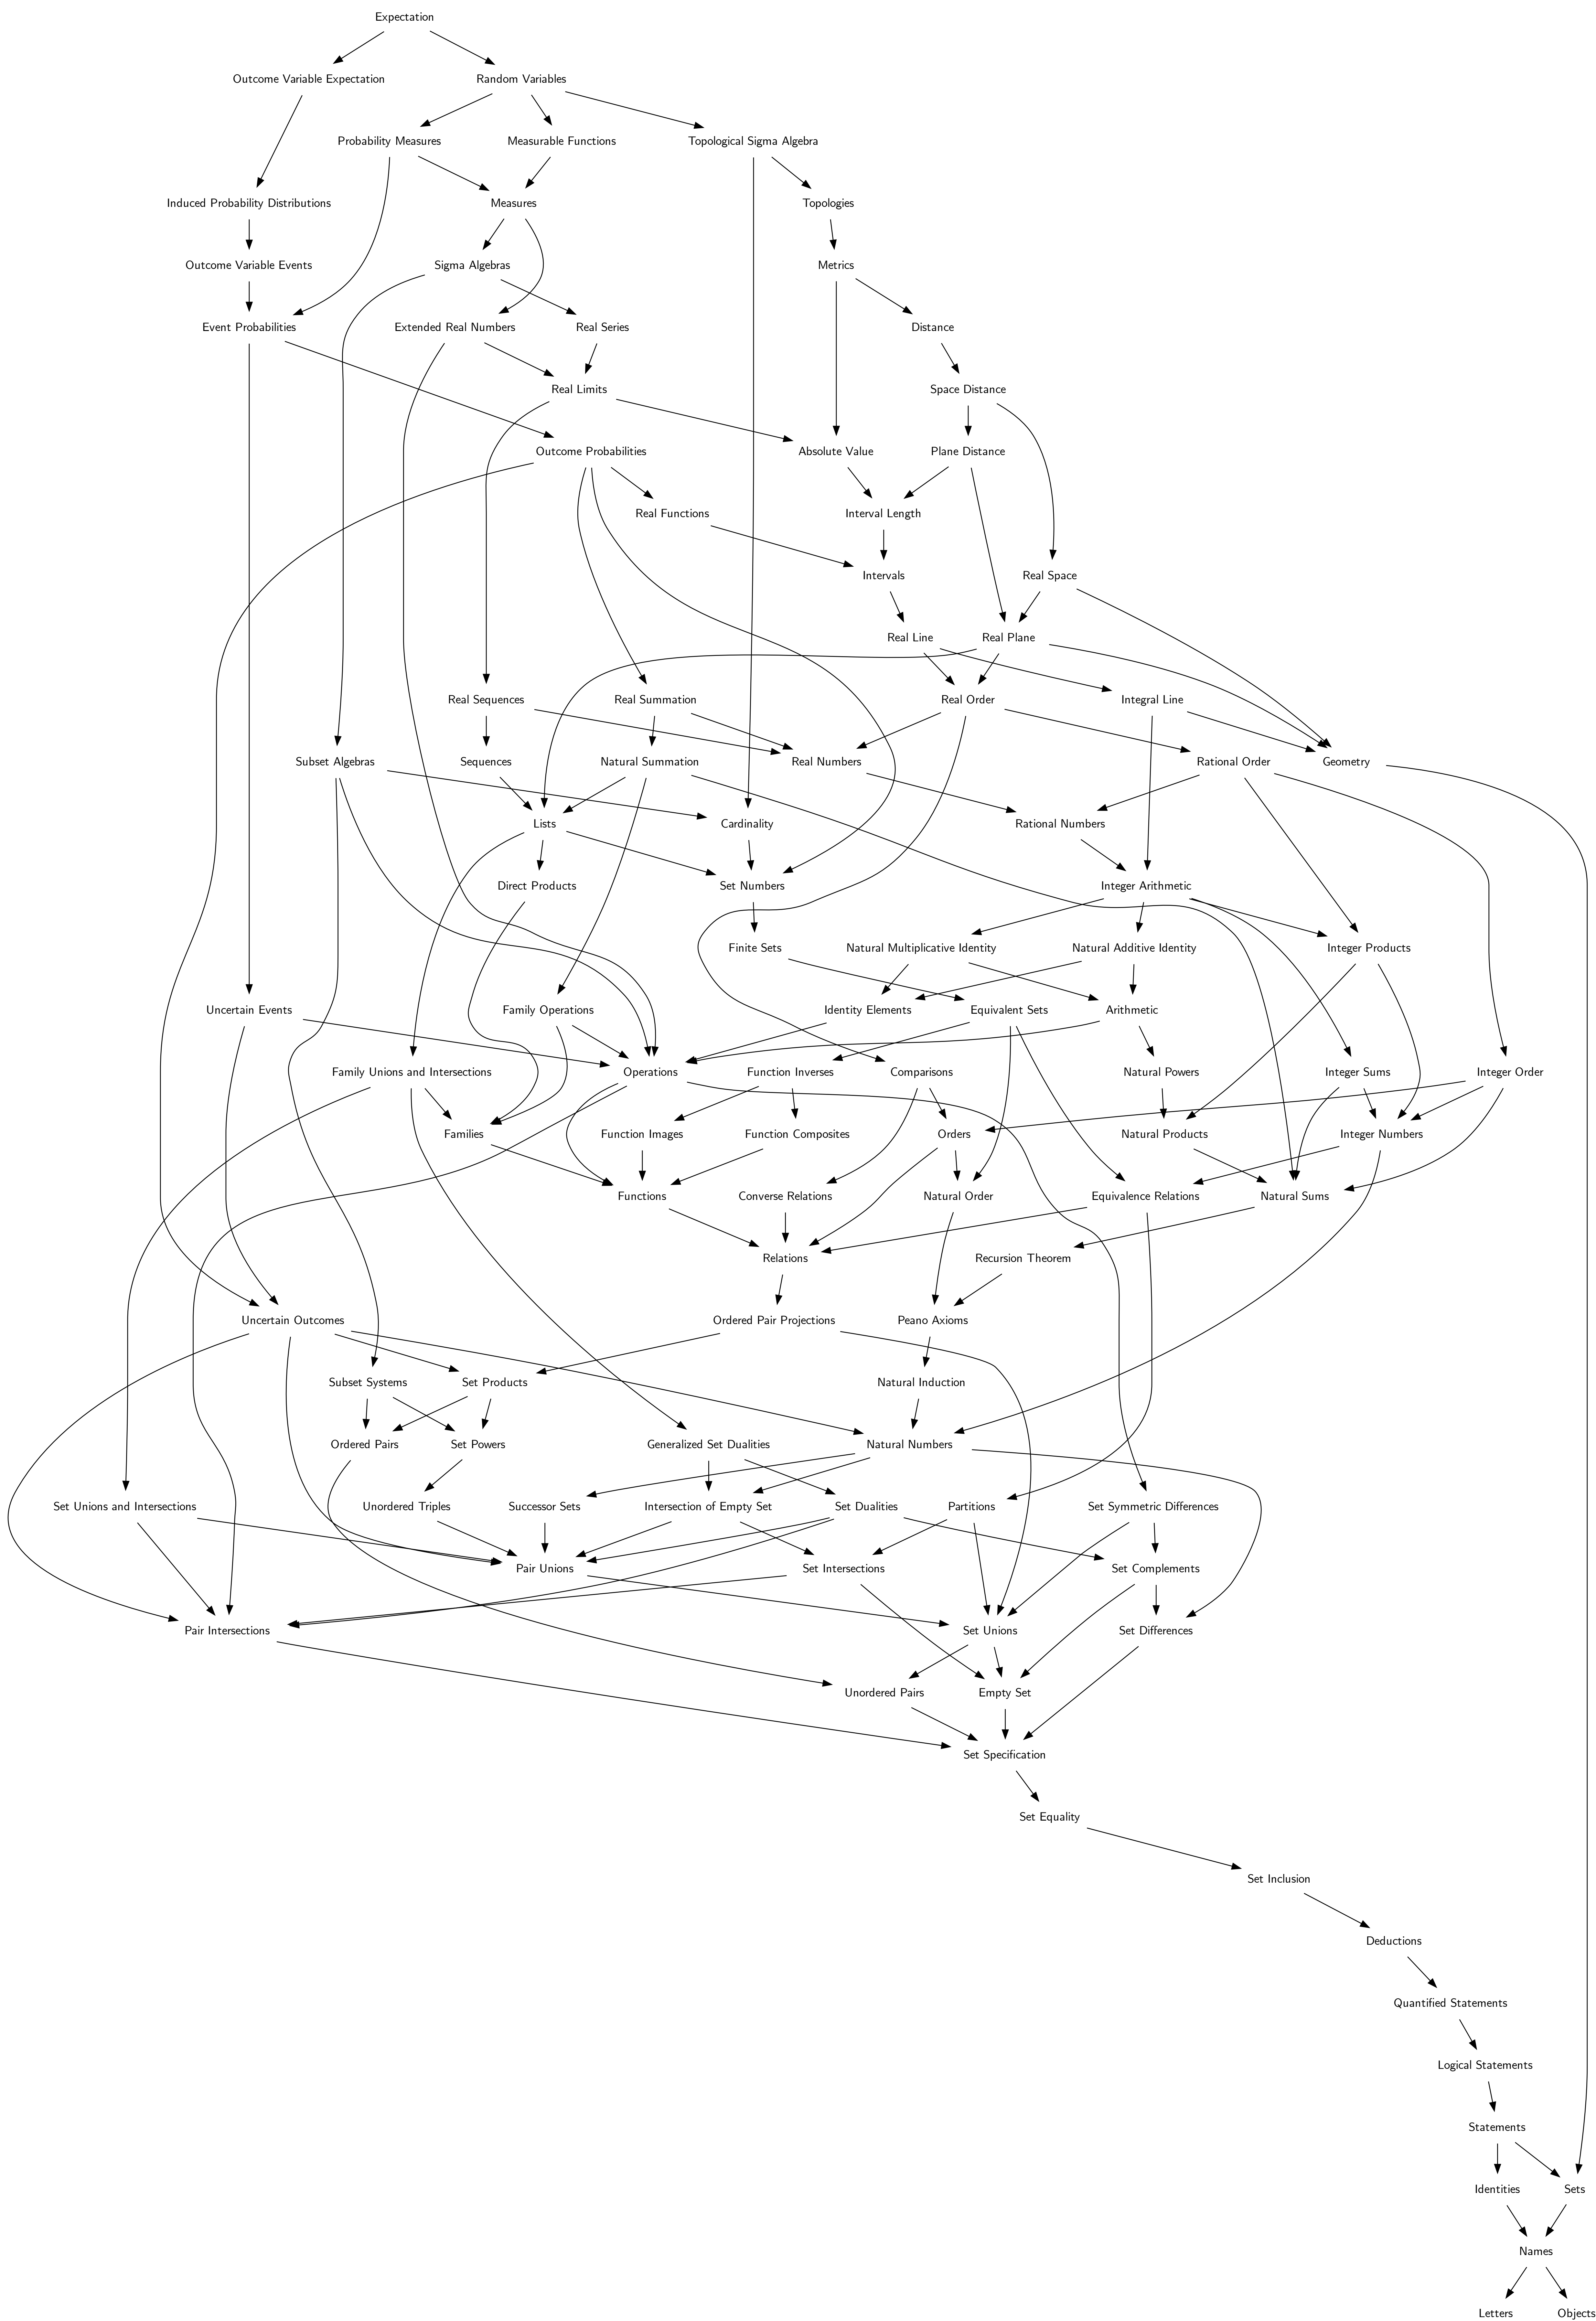 Expectation
Outcome Variable Expectation
Random Variables
Probability Measures
Measurable Functions
Topological Sigma Algebra
Induced Probability Distributions
Measures
Topologies
Outcome Variable Events
Sigma Algebras
Metrics
Event Probabilities
Extended Real Numbers
Real Series
Distance
Real Limits
Space Distance
Outcome Probabilities
Absolute Value
Plane Distance
Real Functions
Interval Length
Intervals
Real Space
Real Line
Real Plane
Real Sequences
Real Summation
Real Order
Integral Line
Subset Algebras
Sequences
Natural Summation
Real Numbers
Rational Order
Geometry
Lists
Cardinality
Rational Numbers
Direct Products
Set Numbers
Integer Arithmetic
Finite Sets
Natural Multiplicative Identity
Natural Additive Identity
Integer Products
Uncertain Events
Family Operations
Identity Elements
Equivalent Sets
Arithmetic
Family Unions and Intersections
Operations
Function Inverses
Comparisons
Natural Powers
Integer Sums
Integer Order
Families
Function Images
Function Composites
Orders
Natural Products
Integer Numbers
Functions
Converse Relations
Natural Order
Equivalence Relations
Natural Sums
Relations
Recursion Theorem
Uncertain Outcomes
Ordered Pair Projections
Peano Axioms
Subset Systems
Set Products
Natural Induction
Ordered Pairs
Set Powers
Generalized Set Dualities
Natural Numbers
Set Unions and Intersections
Unordered Triples
Successor Sets
Intersection of Empty Set
Set Dualities
Partitions
Set Symmetric Differences
Pair Unions
Set Intersections
Set Complements
Pair Intersections
Set Unions
Set Differences
Unordered Pairs
Empty Set
Set Specification
Set Equality
Set Inclusion
Deductions
Quantified Statements
Logical Statements
Statements
Identities
Sets
Names
Letters
Objects